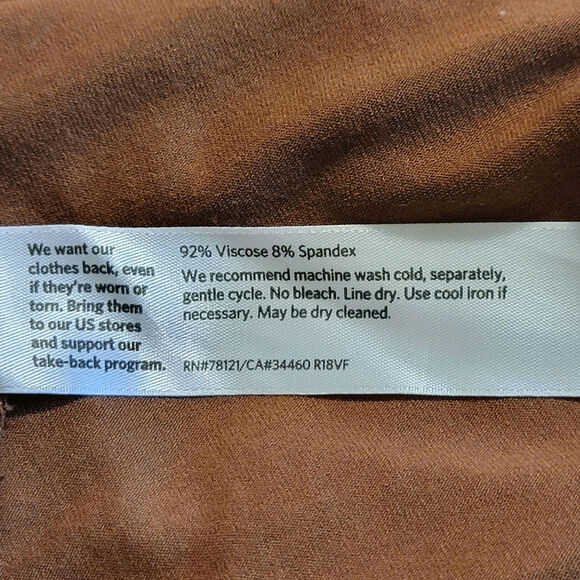 We want our
clothes back, even
if they're worn or
torn. Bring them
to our US stores
and support our
take-back program.
92% Viscose 8% Spandex
We recommend machine wash cold, separately,
gentle cycle. No bleach. Line dry. Use cool iron if
necessary. May be dry cleaned.
RN#78121/CA#34460 R18VF